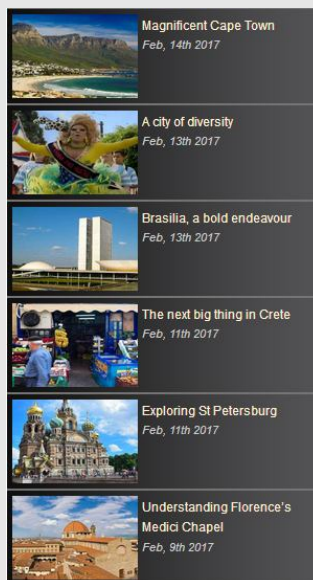 Magnificent Cape Town
Feb, 14th 2017
A city of diversity
Feb, 13th 2017
Brasilia, a bold endeavour
Feb, 13th 2017
The next big thing in Crete
Feb, 11th 2017
Exploring St Petersburg
Feb, 11th 2017
Understanding Florence's
Medici Chapel
Feb, 9th 2017